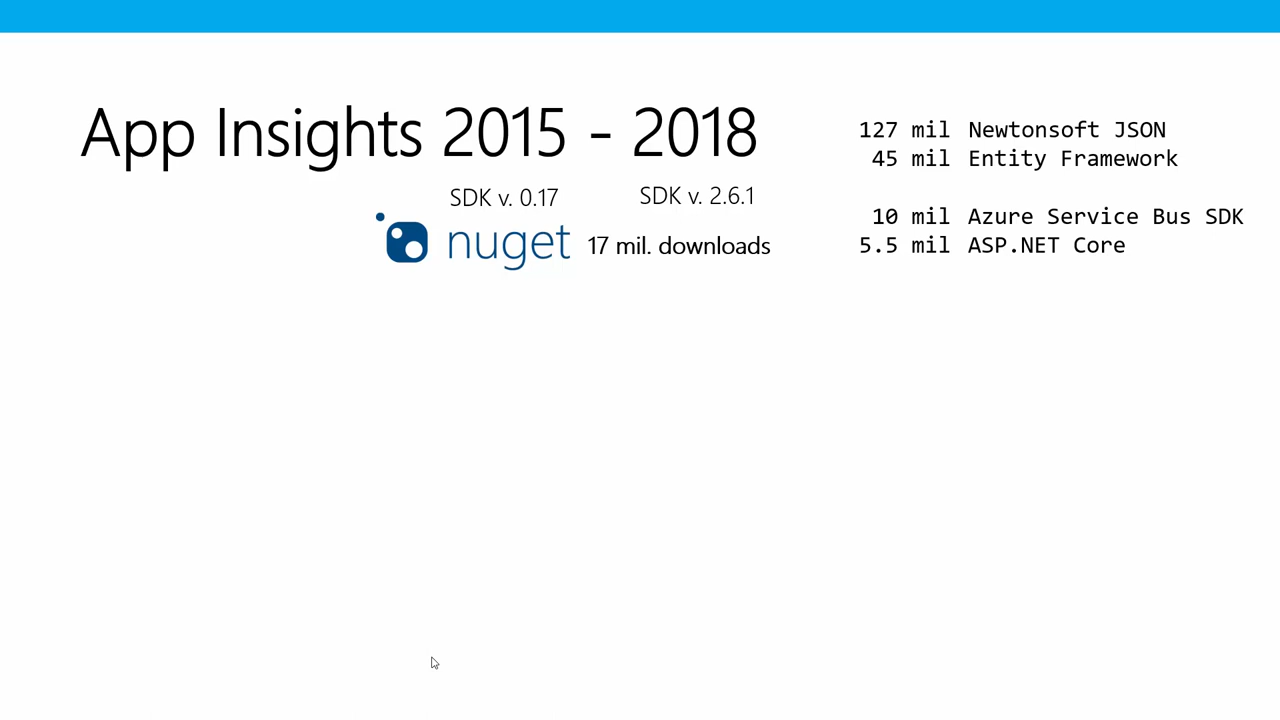 App Insights 2015 - 2018
SDK v. 0.17 SDK v. 2.6.1
nuget 17 mil. downloads
127 mil Newtonsoft JSON
45 mil Entity Framework
10 mil Azure Service Bus SDK
5.5 mil ASP.NET Core